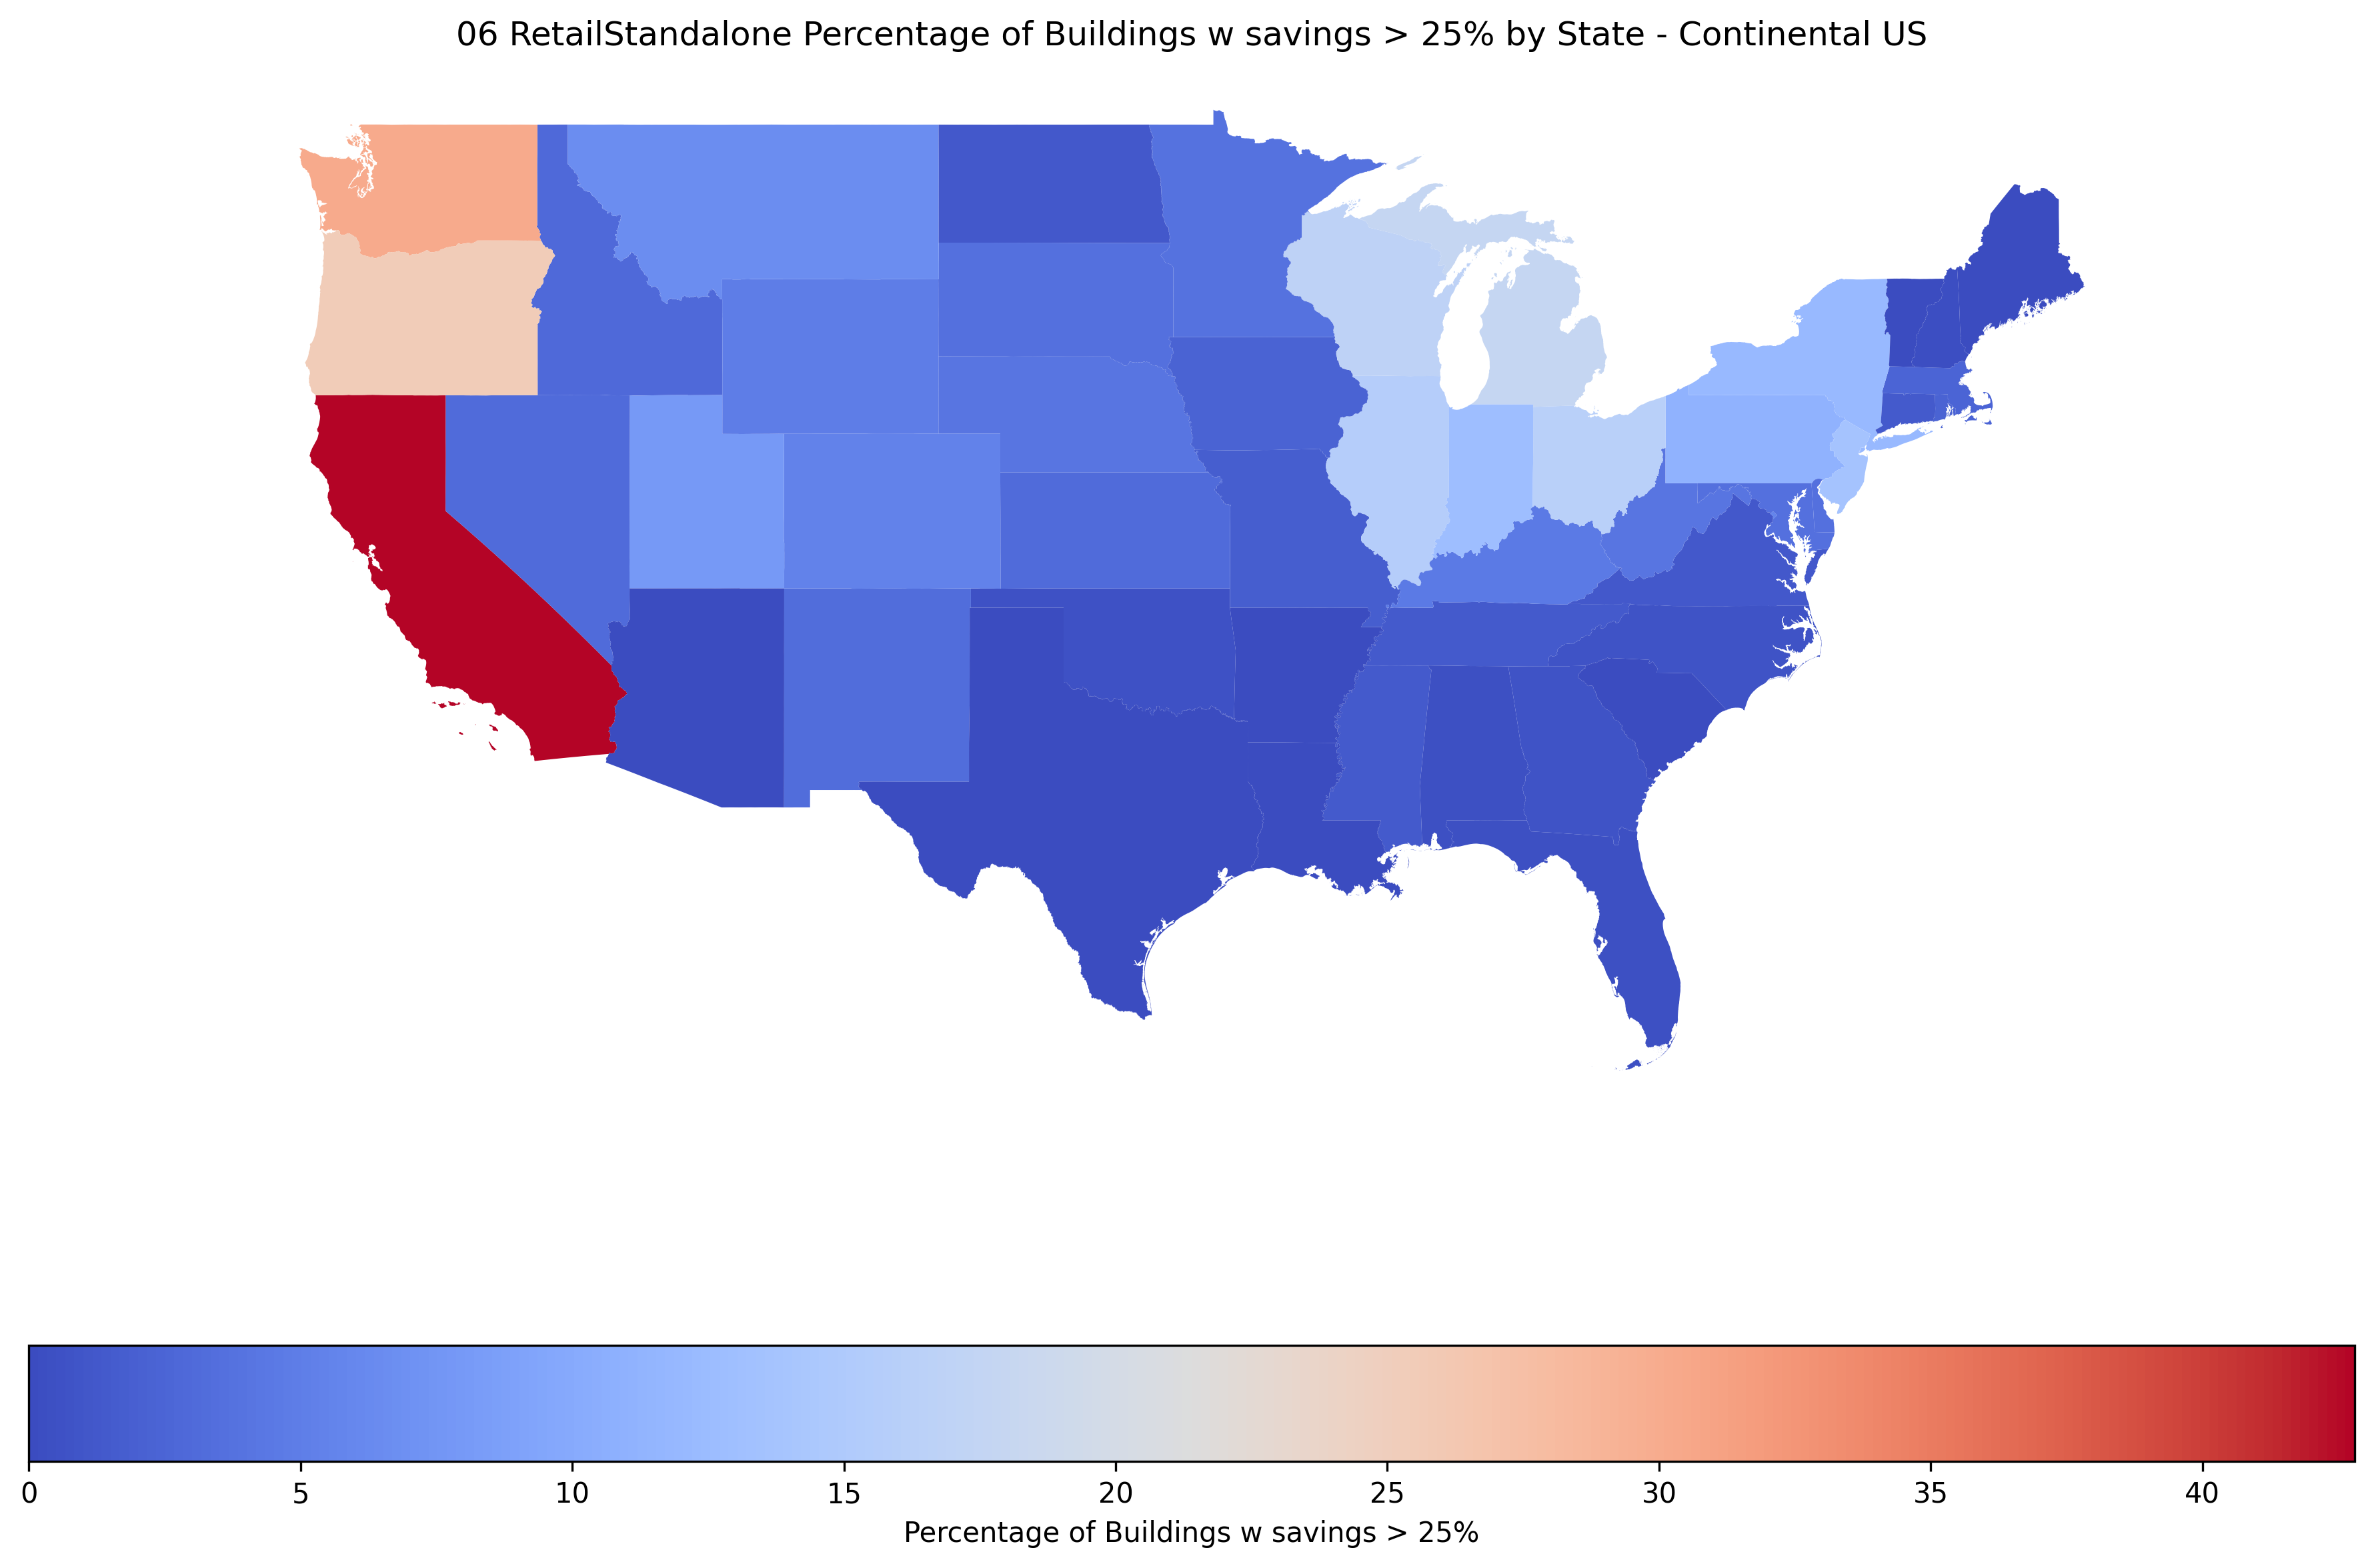 06 RetailStandalone Percentage of Buildings w savings > 25% by State - Continental US
0 5 10 15 20 25 30 35 40
Percentage of Buildings w savings > 25%